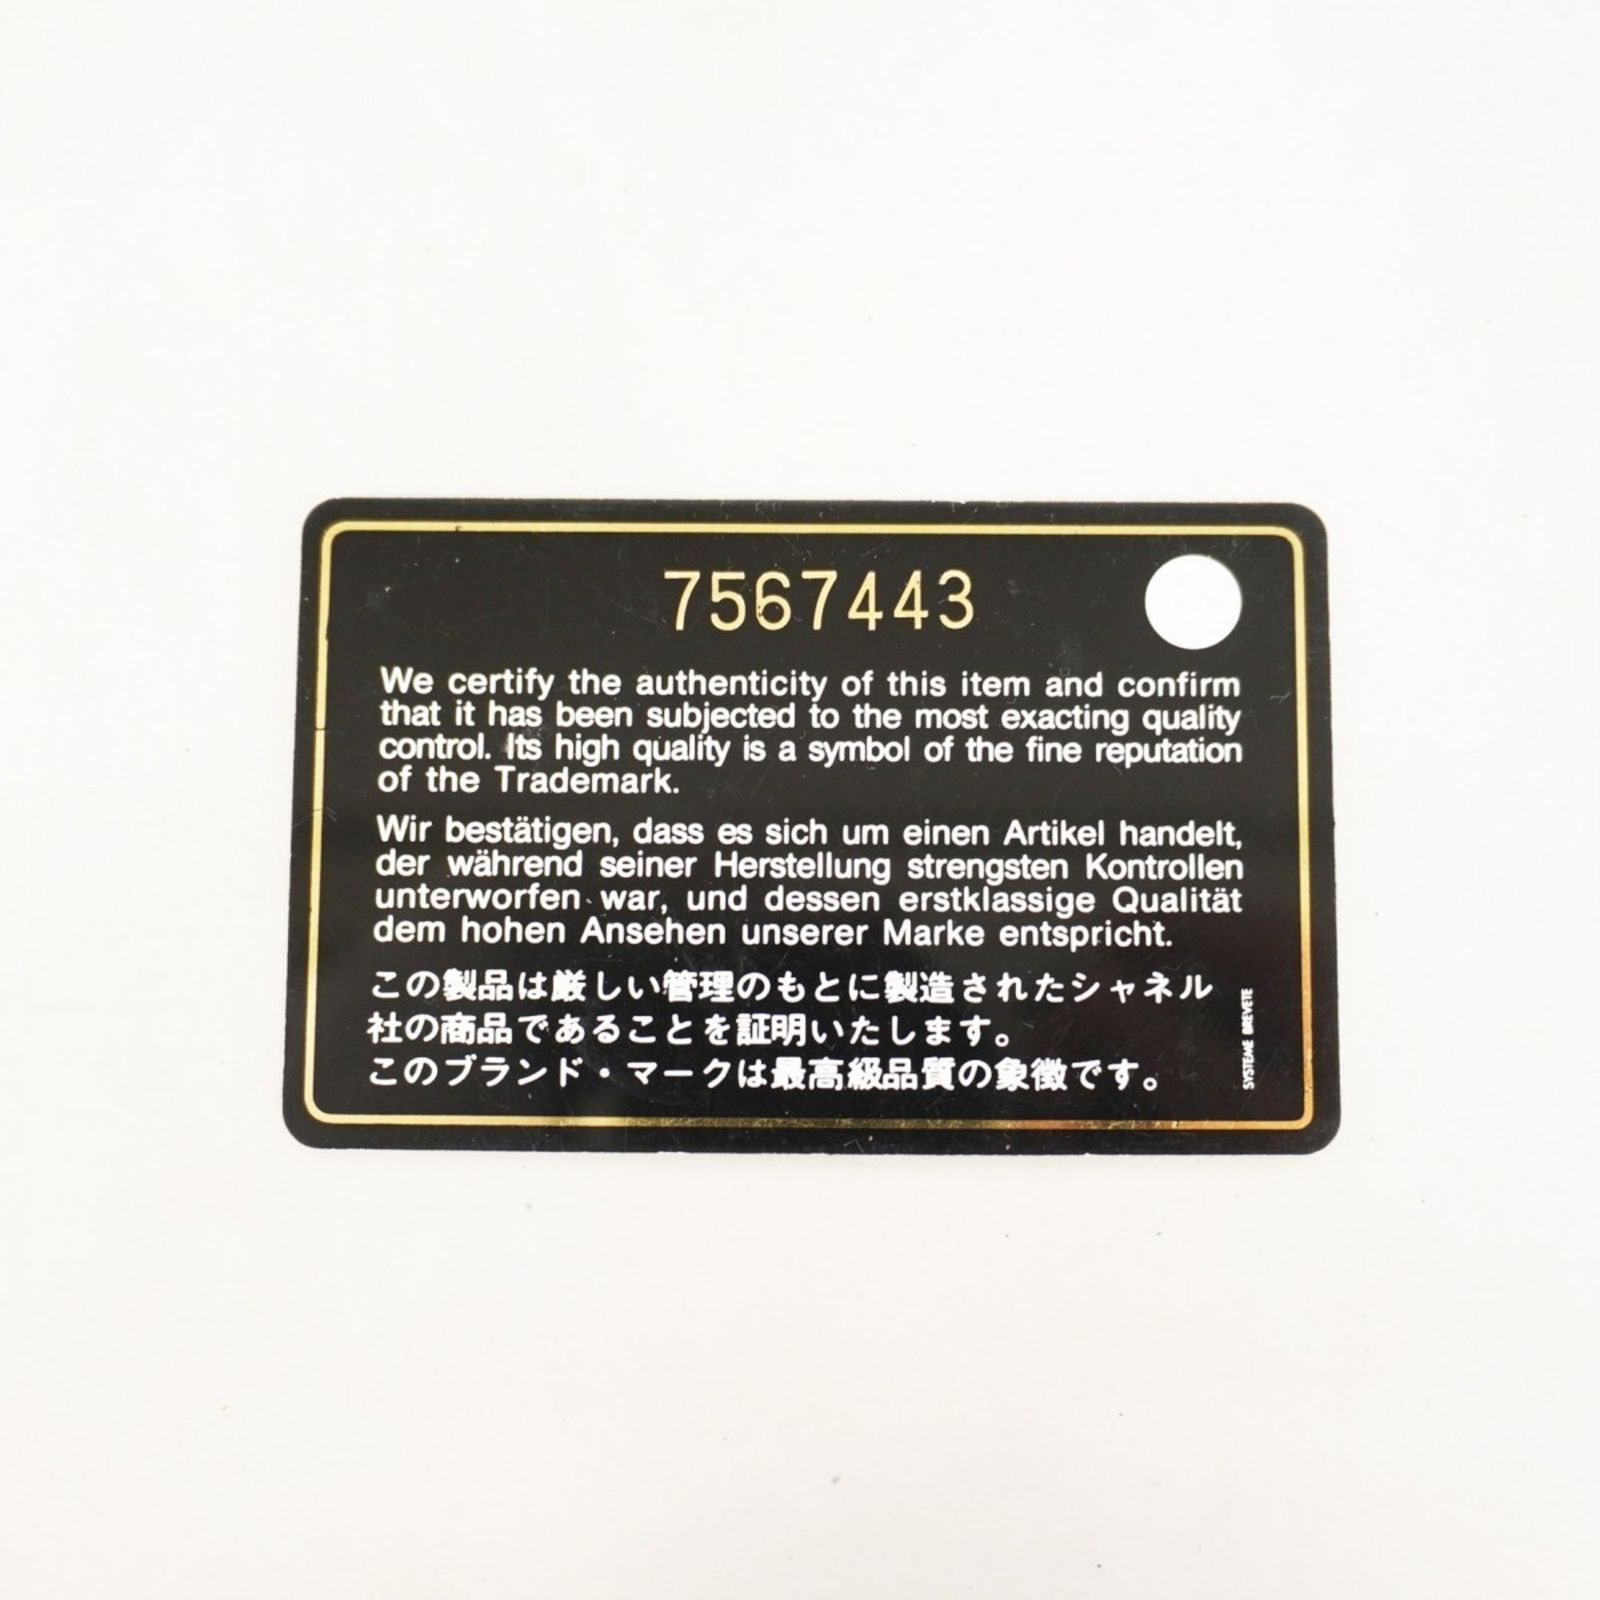 7567443
We certify the authenticity of this item and confirm
that it has been subjected to the most exacting quality
control. Its high quality is a symbol of the fine reputation
of the Trademark.
Wir bestätigen, dass es sich um einen Artikel handelt,
der während seiner Herstellung strengsten Kontrollen
unterworfen war, und dessen erstklassige Qualität
dem hohen Ansehen unserer Marke entspricht.
この製品は厳しい管理のもとに製造されたシャネル
社の商品であることを証明いたします。
このブランド・マークは最高級品質の象徴です。
SYSTEME BREVETE